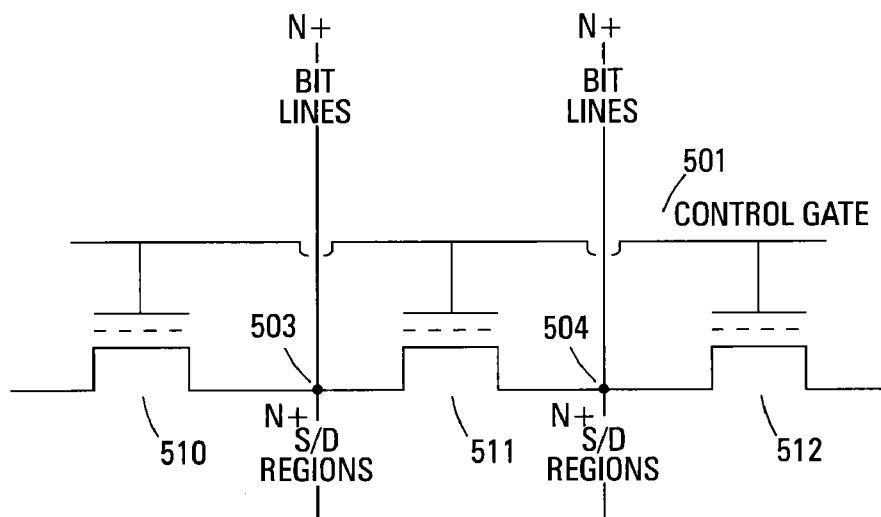 N+
BIT
LINES
N+
BIT
LINES
501
CONTROL GATE
503
504
N+
S/D
REGIONS
N+
S/D
REGIONS
510
511
512